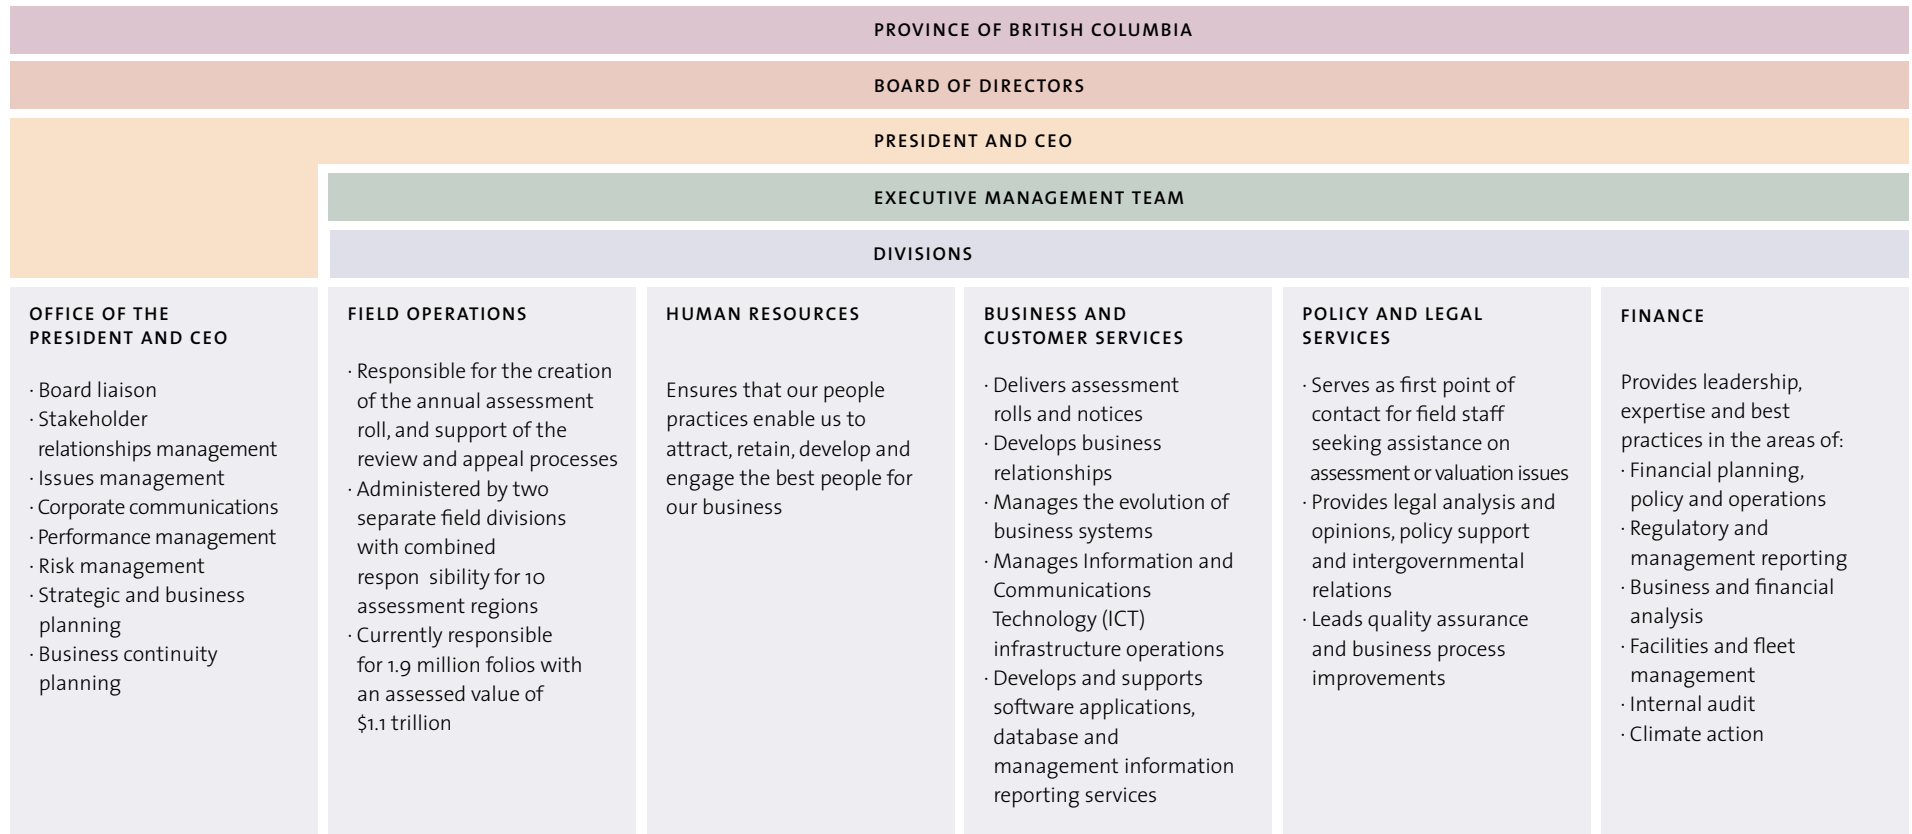 PROVINCE OF BRITISH COLUMBIA
BOARD OF DIRECTORS
PRESIDENT AND CEO
EXECUTIVE MANAGEMENT TEAM
DIVISIONS
OFFICE OF THE
PRESIDENT AND CEO
· Board liaison
· Stakeholder
relationships management
· Issues management
· Corporate communications
· Performance management
· Risk management
· Strategic and business
planning
· Business continuity
planning
FIELD OPERATIONS
· Responsible for the creation
of the annual assessment
roll, and support of the
review and appeal processes
· Administered by two
separate field divisions
with combined
respon sibility for 10
assessment regions
· Currently responsible
for 1.9 million folios with
an assessed value of
$1.1 trillion
HUMAN RESOURCES
Ensures that our people
practices enable us to
attract, retain, develop and
engage the best people for
our business
BUSINESS AND
CUSTOMER SERVICES
· Delivers assessment
rolls and notices
· Develops business
relationships
· Manages the evolution of
business systems
· Manages Information and
Communications
Technology (ICT)
infrastructure operations
· Develops and supports
software applications,
database and
management information
reporting services
POLICY AND LEGAL
SERVICES
· Serves as first point of
contact for field staff
seeking assistance on
assessment or valuation issues
· Provides legal analysis and
opinions, policy support
and intergovernmental
relations
· Leads quality assurance
and business process
improvements
FINANCE
Provides leadership,
expertise and best
practices in the areas of:
· Financial planning,
policy and operations
· Regulatory and
management reporting
· Business and financial
analysis
· Facilities and fleet
management
· Internal audit
· Climate action